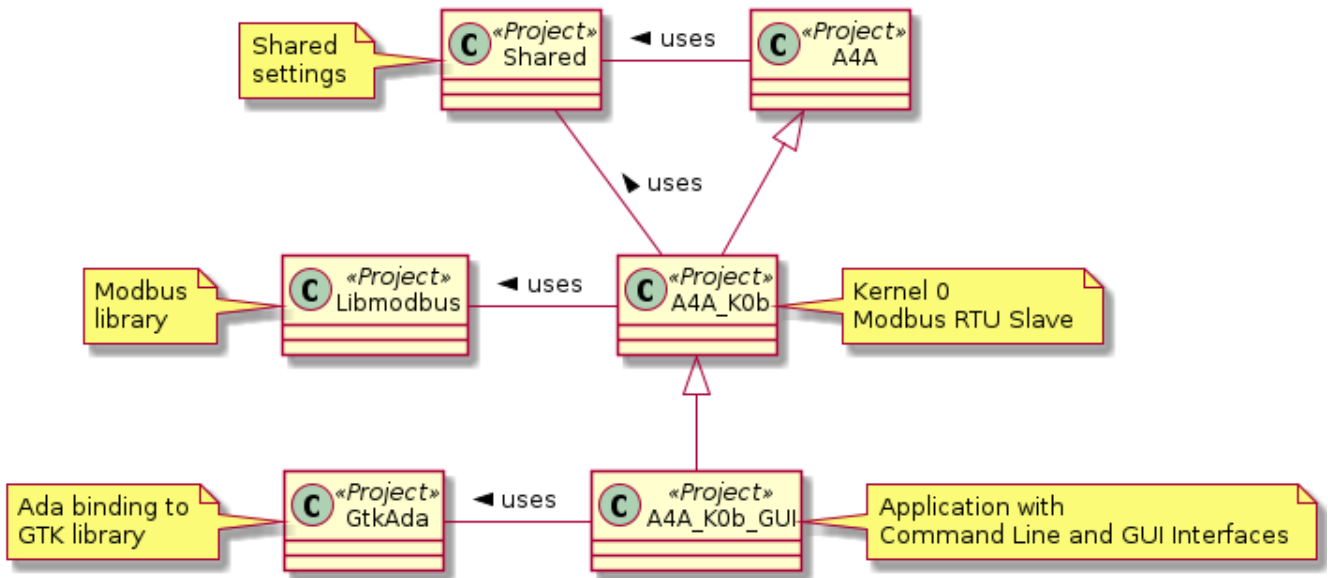 Shared
settings
C
«Project»
Shared
◄ uses
C
«Project»
A4A
◄ uses
Modbus
library
C
«Project»
Libmodbus
◄ uses
C
«Project»
A4A_K0b
Kernel 0
Modbus RTU Slave
Ada binding to
GTK library
C
«Project»
GtkAda
◄ uses
C
«Project»
A4A_K0b_GUI
Application with
Command Line and GUI Interfaces